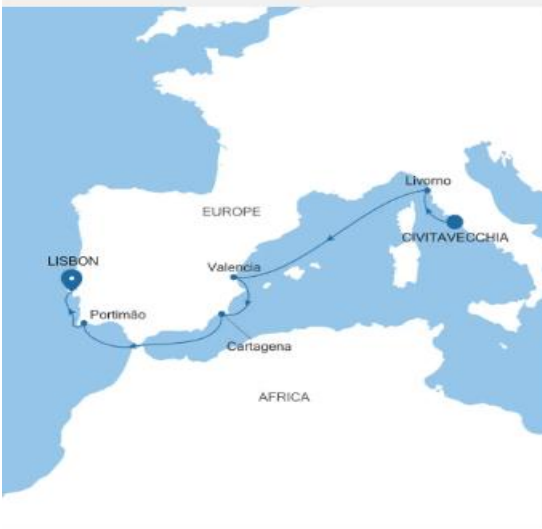 Livorno
EUROPE
CIVITAVECCHIA
LISBON
Valencia
Portimão
Cartagena
AFRICA